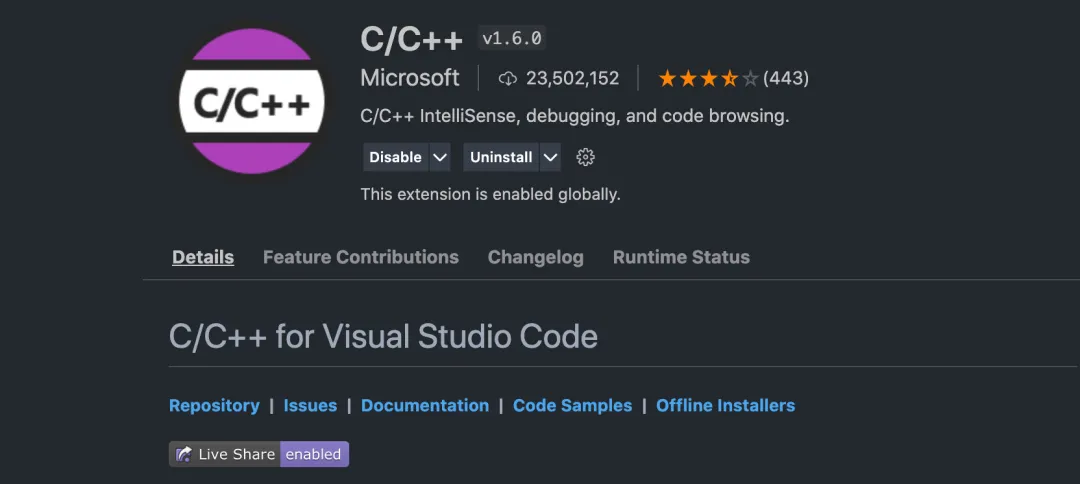 C/C++
C/C++ v1.6.0
Microsoft | 23,502,152 | ★★★⯪☆(443)
C/C++ IntelliSense, debugging, and code browsing.
Disable Uninstall
This extension is enabled globally.
Details Feature Contributions Changelog Runtime Status
C/C++ for Visual Studio Code
Repository | Issues | Documentation | Code Samples | Offline Installers
Live Share enabled